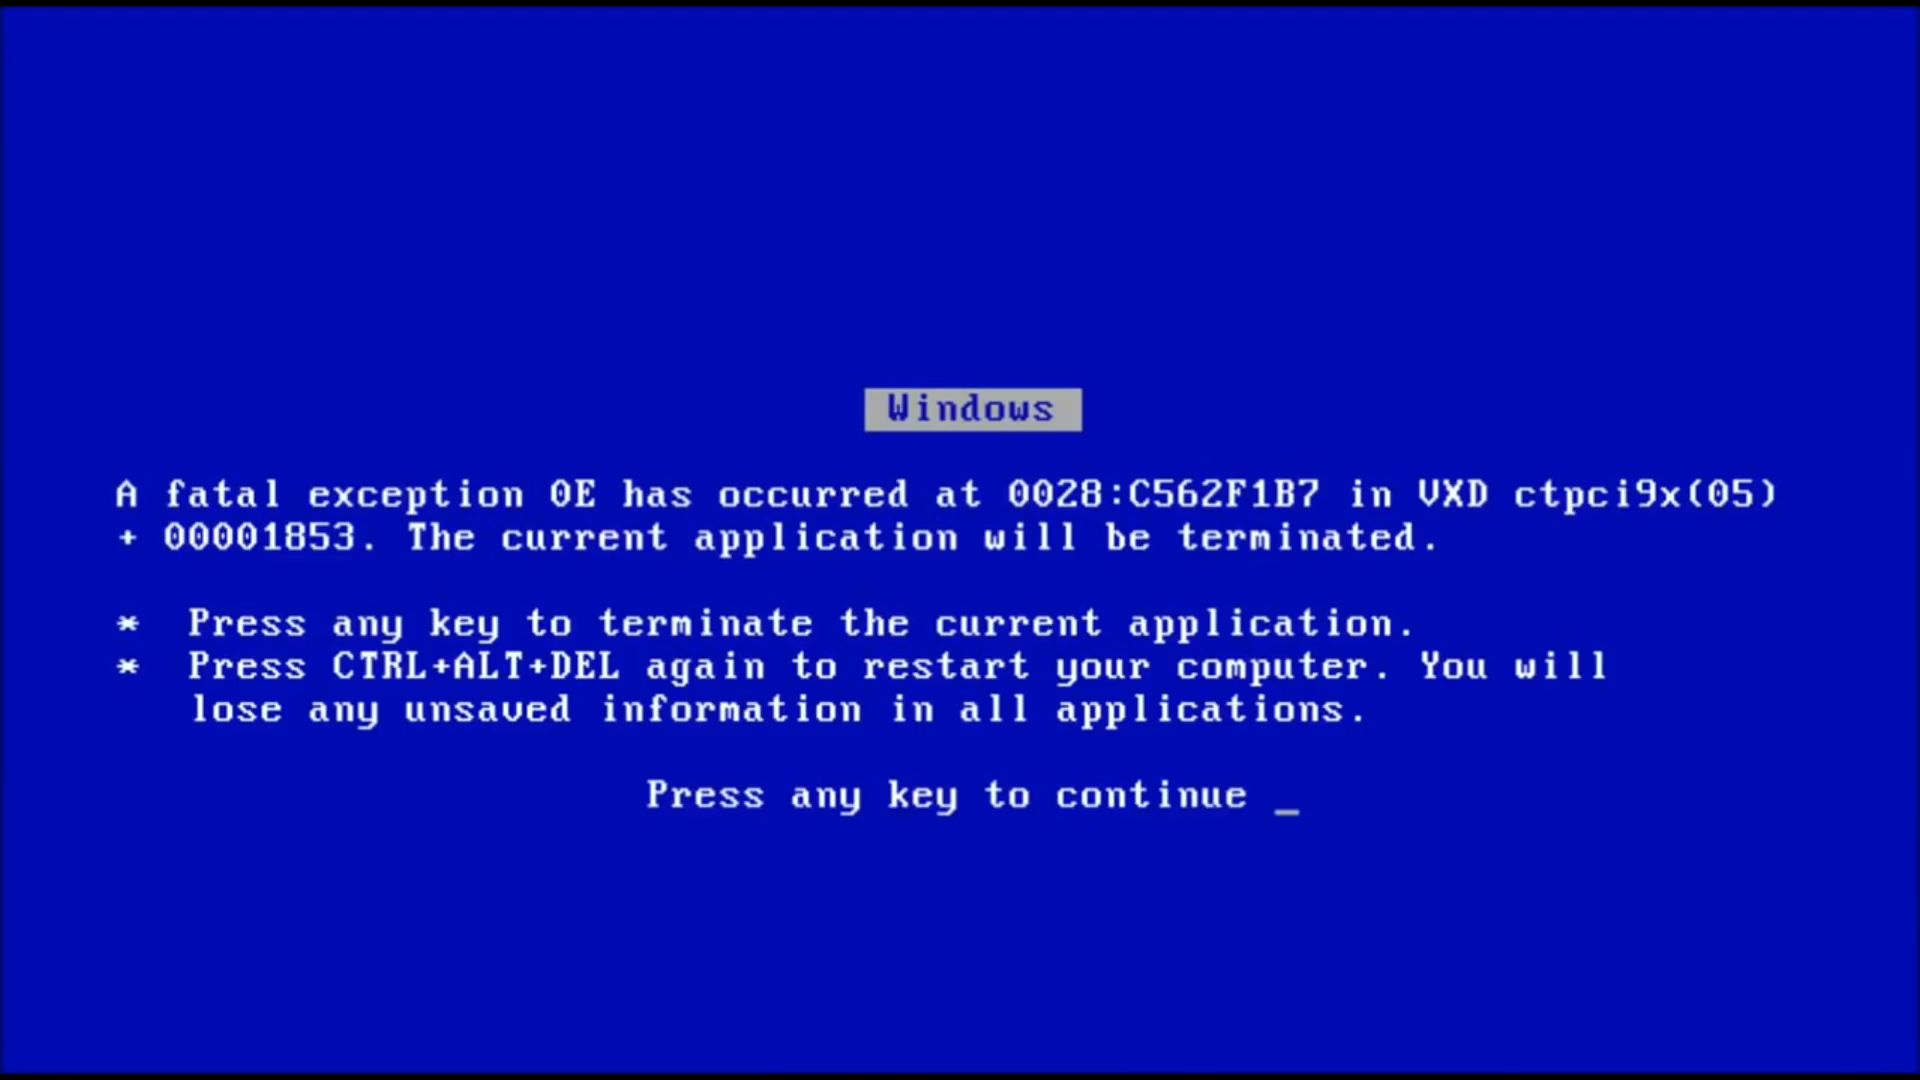 Windows
A fatal exception 0E has occurred at 0028:C562F1B7 in VXD ctpci9x(05)
+ 00001853. The current application will be terminated.
* Press any key to terminate the current application.
* Press CTRL+ALT+DEL again to restart your computer. You will
lose any unsaved information in all applications.
Press any key to continue _